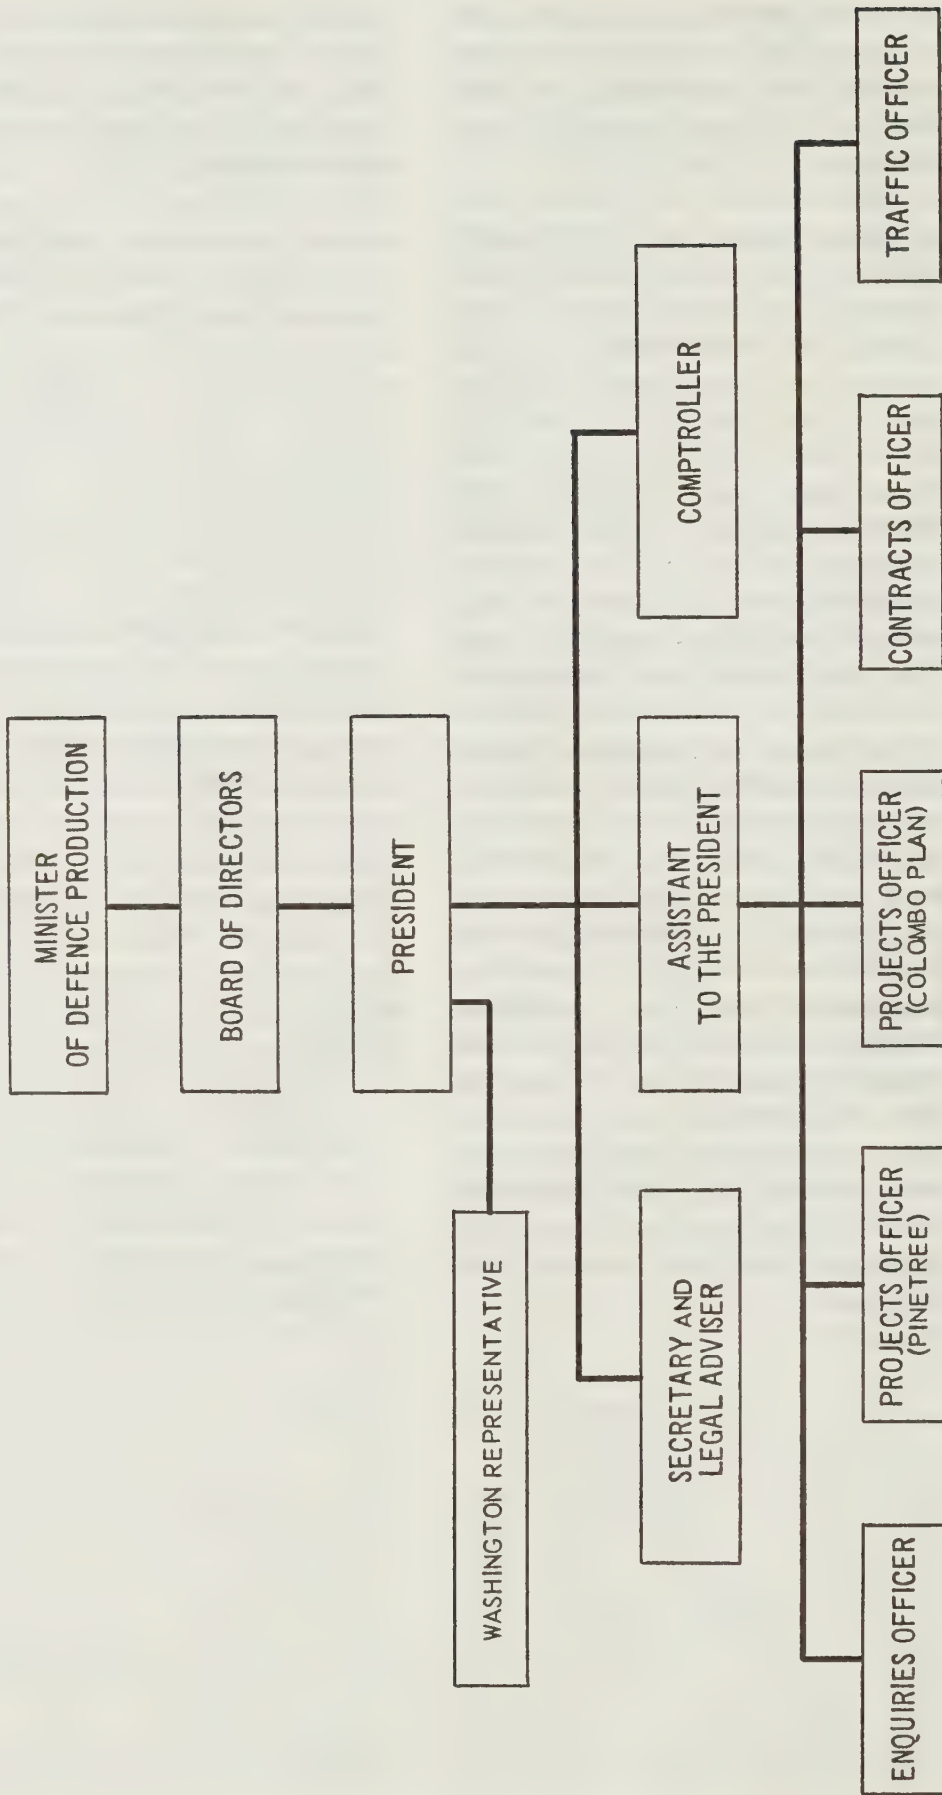 MINISTER
OF DEFENCE PRODUCTION
BOARD OF DIRECTORS
PRESIDENT
WASHINGTON REPRESENTATIVE
SECRETARY AND
LEGAL ADVISER
ASSISTANT
TO THE PRESIDENT
COMPTROLLER
ENQUIRIES OFFICER
PROJECTS OFFICER
(PINETREE)
PROJECTS OFFICER
(COLOMBO PLAN)
CONTRACTS OFFICER
TRAFFIC OFFICER